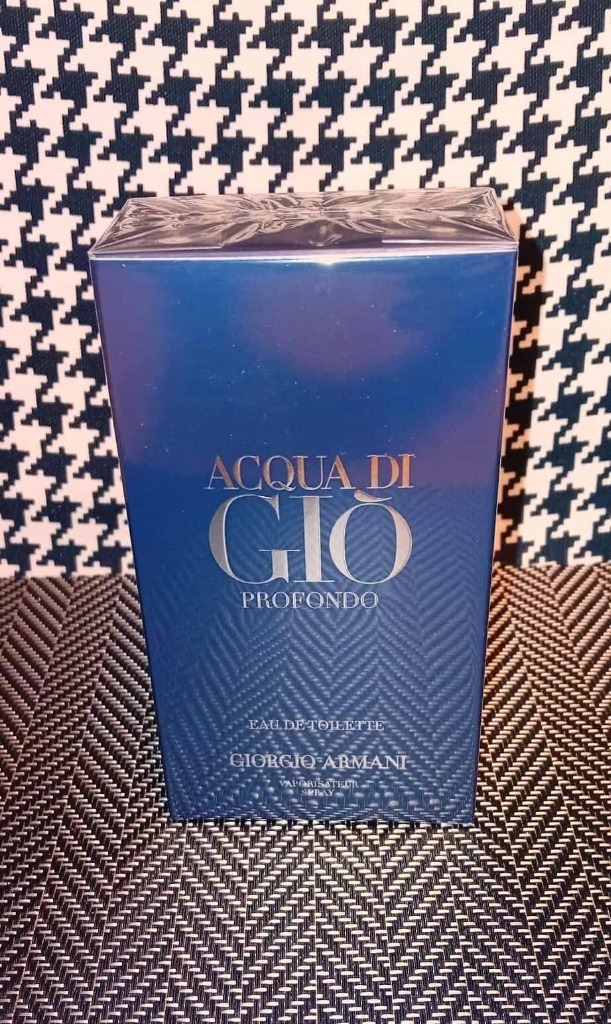 ACQUA DI
GIÒ
PROFONDO
EAU DE TOILETTE
GIORGIO ARMANI
VAPORISATEUR
SPRAY